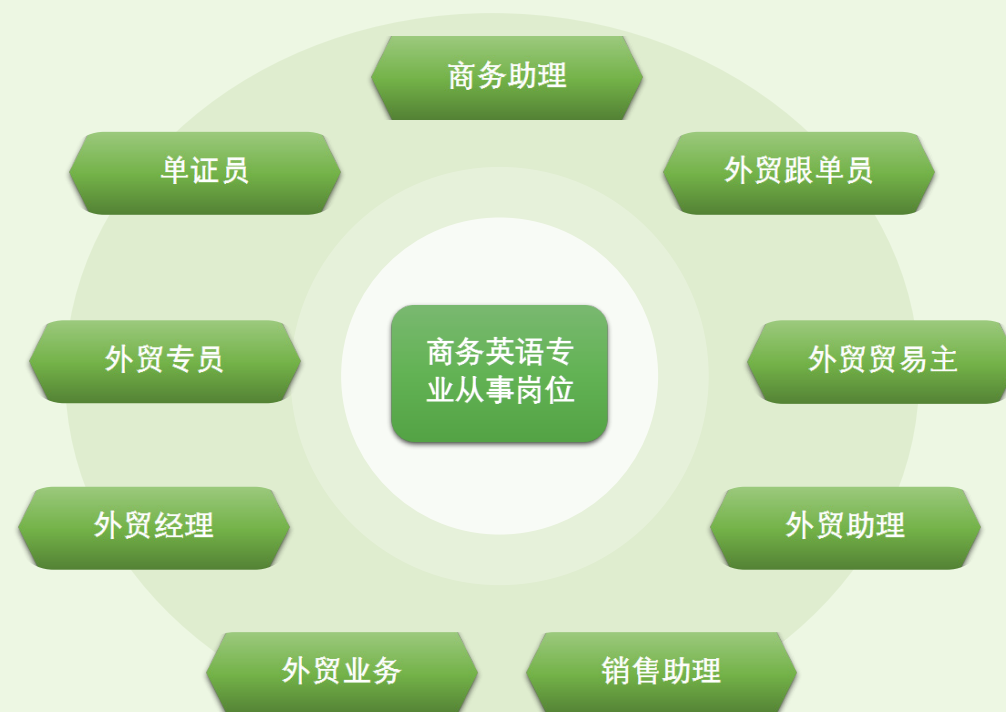 商务助理
单证员
外贸跟单员
外贸专员
商务英语专
业从事岗位
外贸贸易主
外贸经理
外贸助理
外贸业务
销售助理